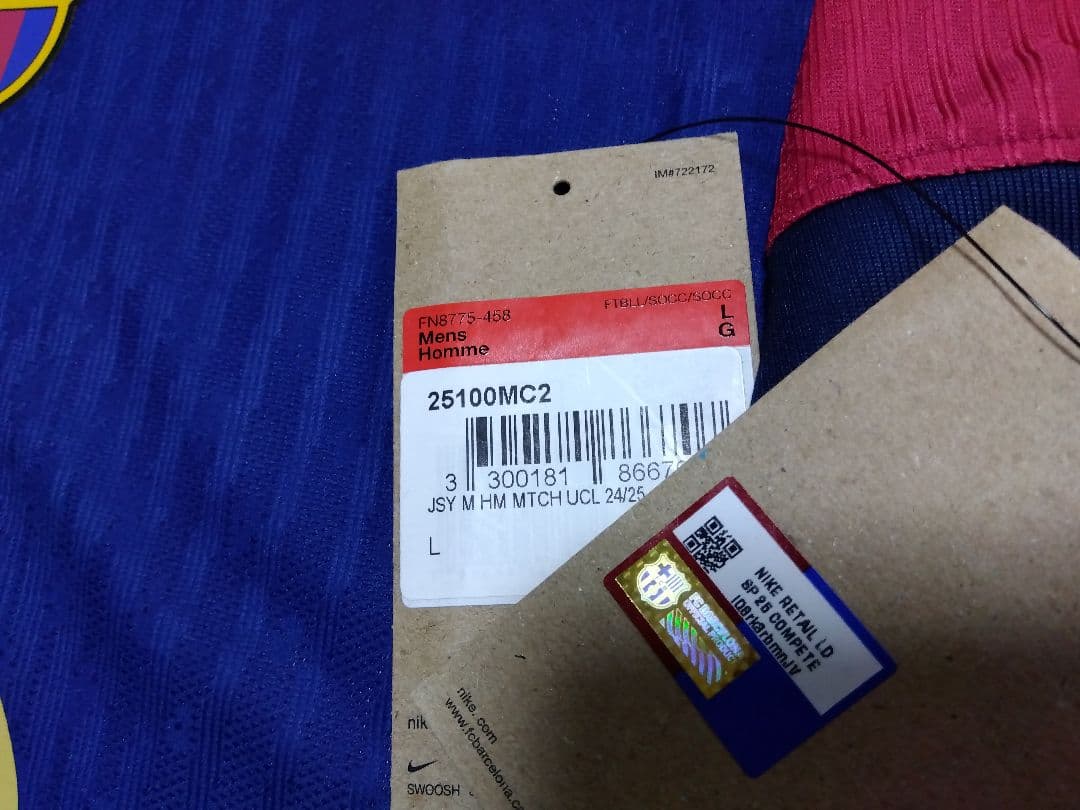 IM#722172
FTBLL/SOCC/SOCC
FN8775-458
L
Mens
G
Homme
25100MC2
3 300181 8667
JSY M HM MTCH UCL 24/25
L
NIKE RETAIL LD
SP 25 COMPETE
nike.com
www.fcbarcelona.c
nik
SWOOSH